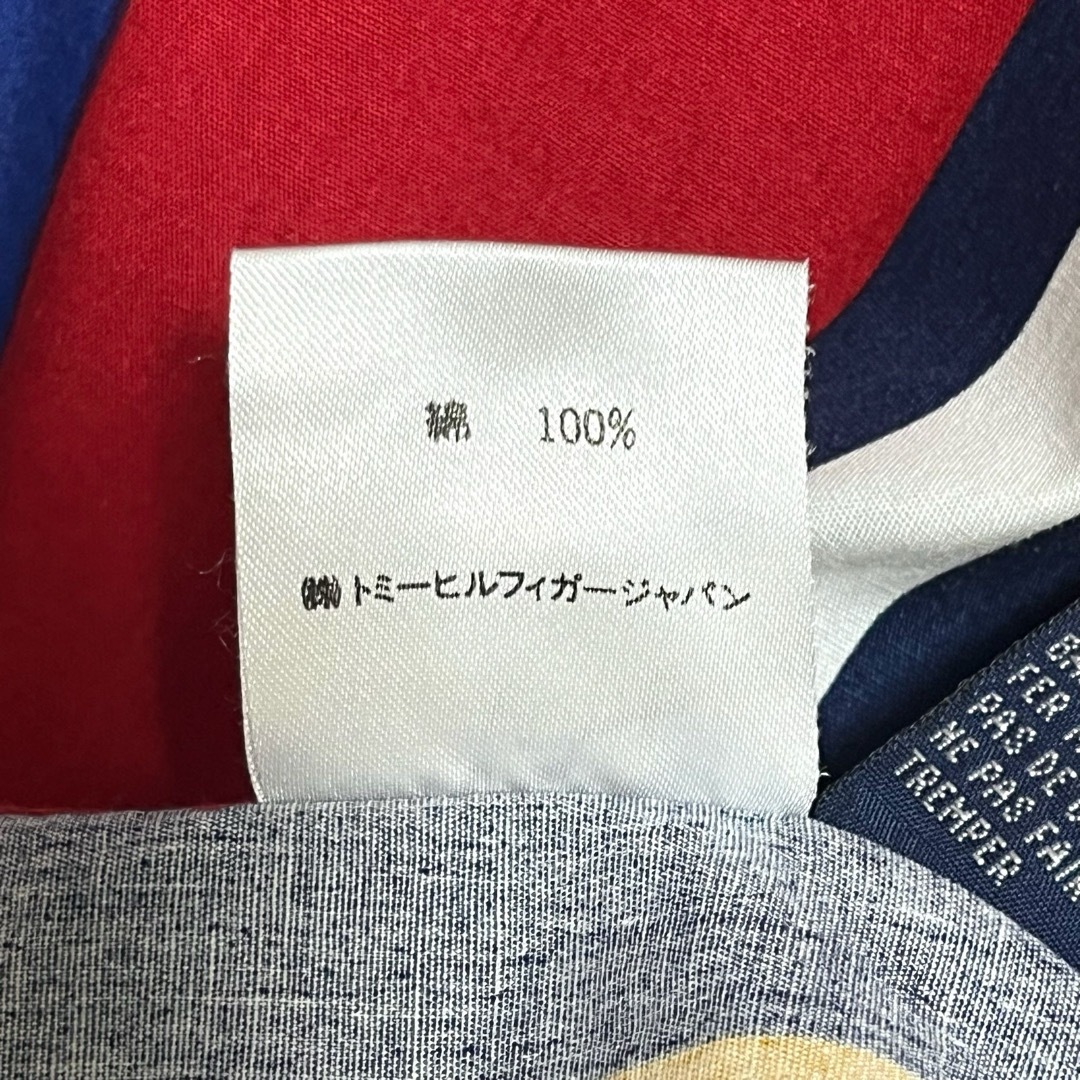 綿 100%
㈱トミーヒルフィガージャパン
FER
PAS DE
NE PAS FAIR
TREMPER